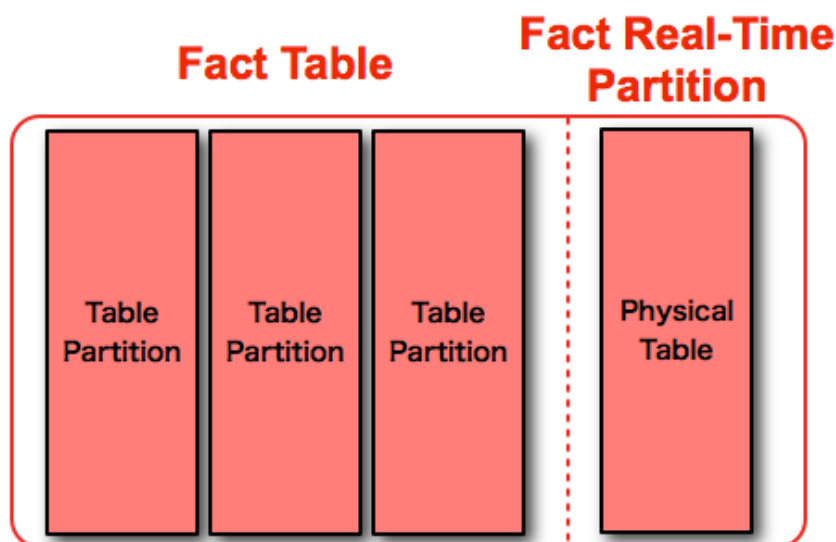 Fact Table
Fact Real-Time
Partition
Table
Partition
Table
Partition
Table
Partition
Physical
Table